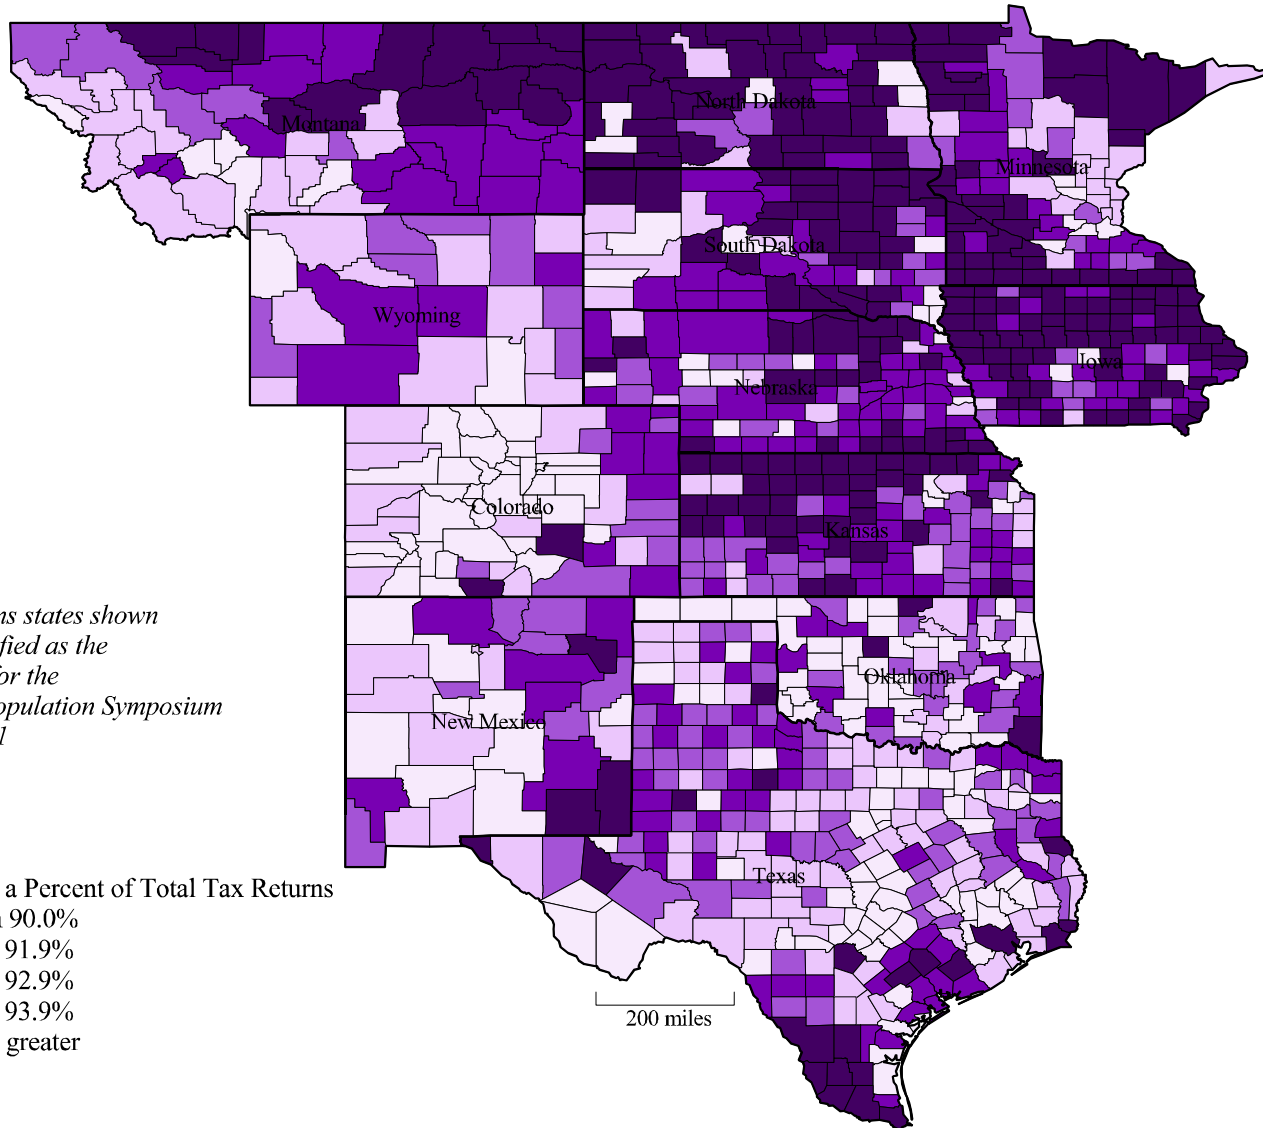 Montana
North Dakota
Minnesota
South Dakota
Wyoming
Iowa
Nebraska
Colorado
Kansas
ns states shown
fied as the
for the
opulation Symposium
l
Oklahoma
New Mexico
Texas
a Percent of Total Tax Returns
n 90.0%
91.9%
92.9%
93.9%
greater
200 miles